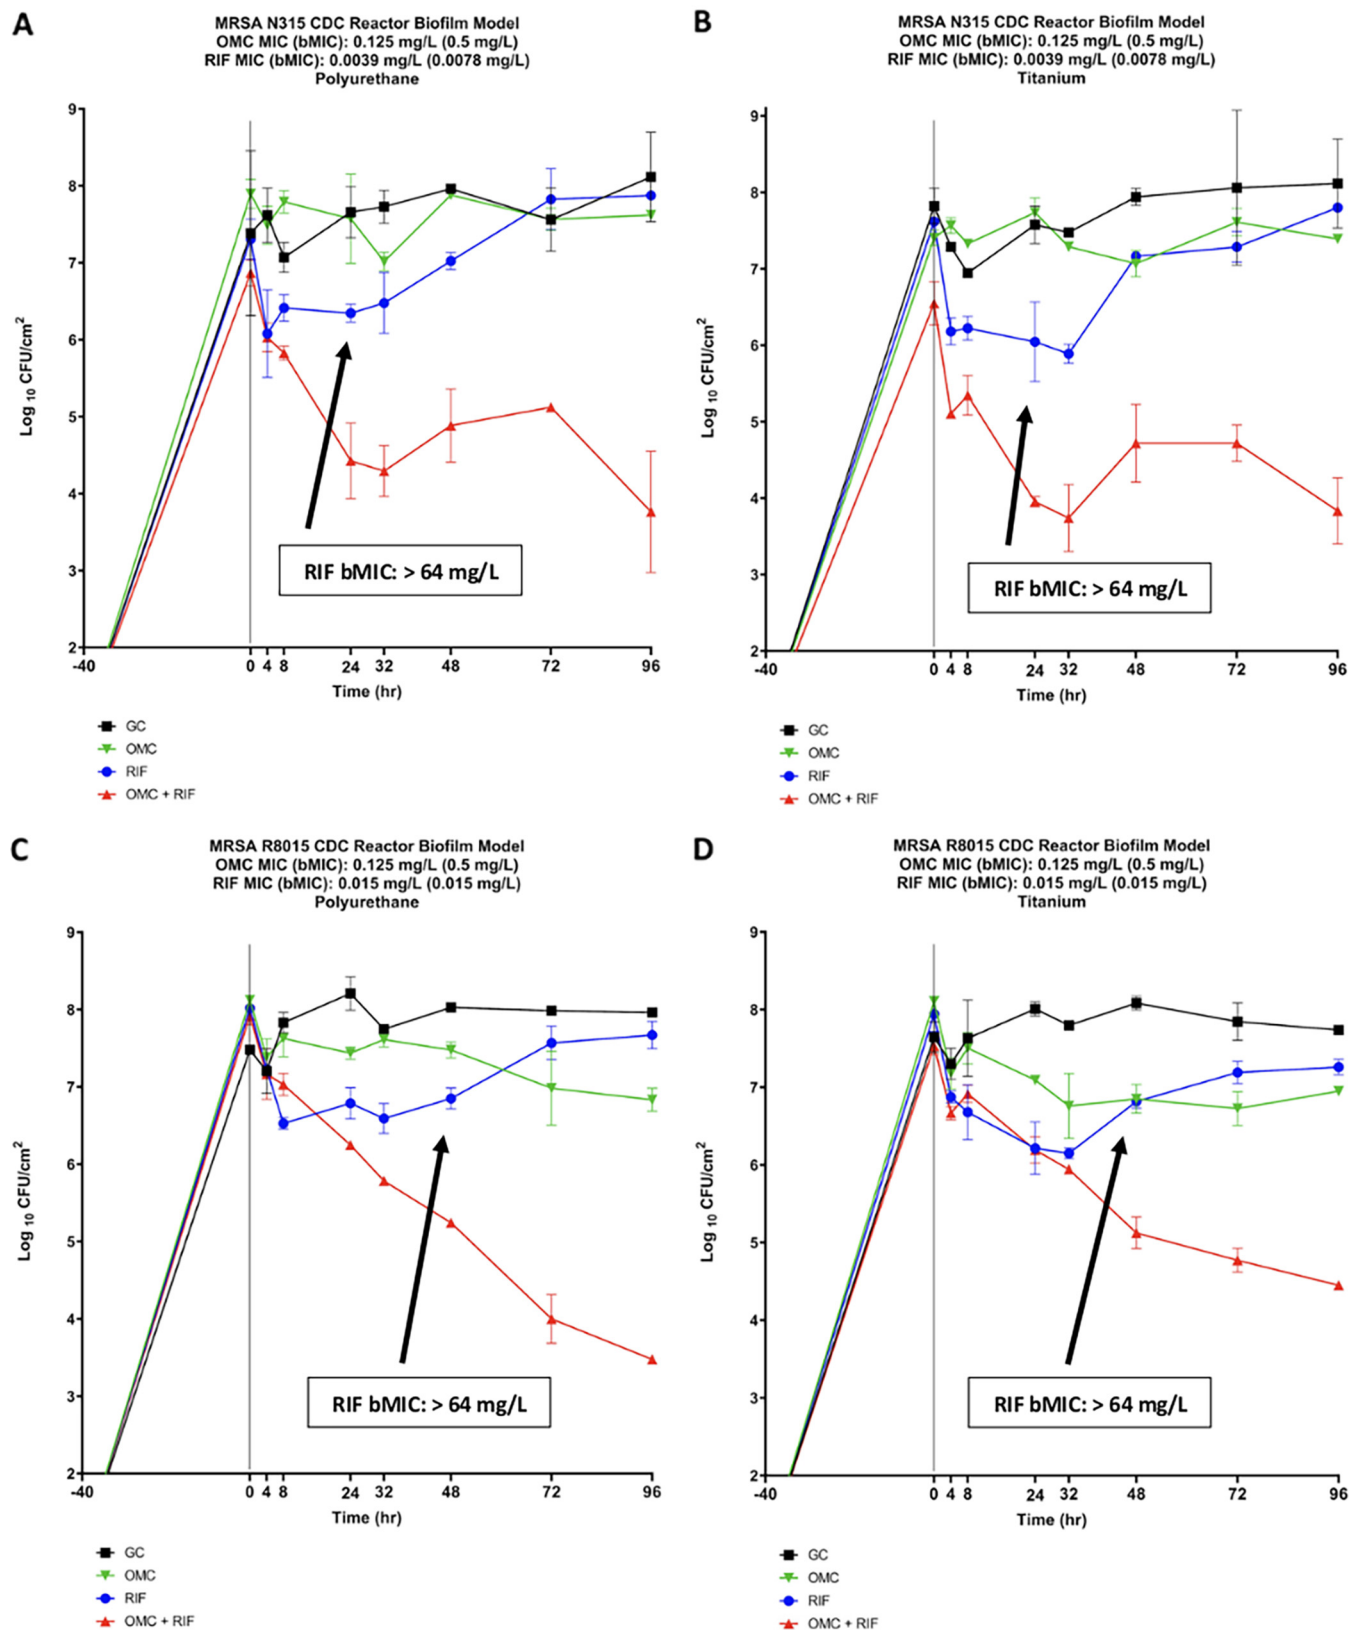 A
MRSA N315 CDC Reactor Biofilm Model
OMC MIC (bMIC): 0.125 mg/L (0.5 mg/L)
RIF MIC (bMIC): 0.0039 mg/L (0.0078 mg/L)
Polyurethane
9
8
7
6
5
4
3
2
Log 10 CFU/cm2
RIF bMIC: > 64 mg/L
-40 0 4 8 24 32 48 72 96
Time (hr)
GC
OMC
RIF
OMC + RIF
B
MRSA N315 CDC Reactor Biofilm Model
OMC MIC (bMIC): 0.125 mg/L (0.5 mg/L)
RIF MIC (bMIC): 0.0039 mg/L (0.0078 mg/L)
Titanium
9
8
7
6
5
4
3
2
Log 10 CFU/cm2
RIF bMIC: > 64 mg/L
-40 0 4 8 24 32 48 72 96
Time (hr)
GC
OMC
RIF
OMC + RIF
C
MRSA R8015 CDC Reactor Biofilm Model
OMC MIC (bMIC): 0.125 mg/L (0.5 mg/L)
RIF MIC (bMIC): 0.015 mg/L (0.015 mg/L)
Polyurethane
9
8
7
6
5
4
3
2
Log 10 CFU/cm2
RIF bMIC: > 64 mg/L
-40 0 4 8 24 32 48 72 96
Time (hr)
GC
OMC
RIF
OMC + RIF
D
MRSA R8015 CDC Reactor Biofilm Model
OMC MIC (bMIC): 0.125 mg/L (0.5 mg/L)
RIF MIC (bMIC): 0.015 mg/L (0.015 mg/L)
Titanium
9
8
7
6
5
4
3
2
Log 10 CFU/cm2
RIF bMIC: > 64 mg/L
-40 0 4 8 24 32 48 72 96
Time (hr)
GC
OMC
RIF
OMC + RIF